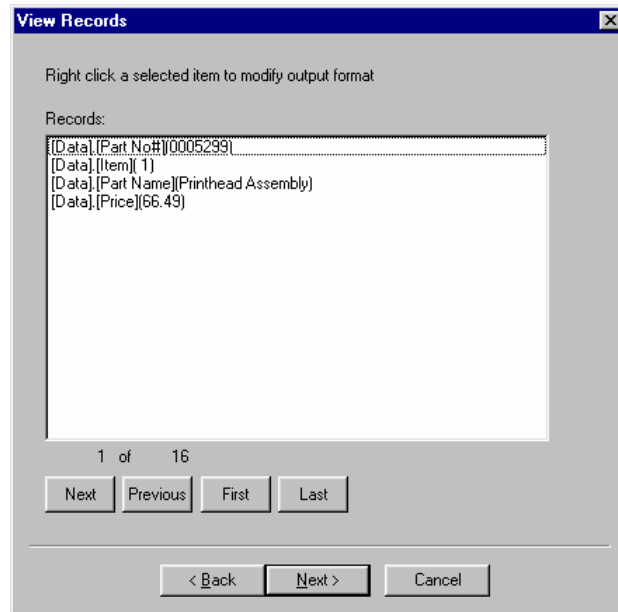 View Records
Right click a selected item to modify output format
Records:
[Data].[Part No#](0005299)
[Data].[Item]( 1)
[Data].[Part Name](Printhead Assembly)
[Data].[Price](66.49)
1 of 16
Next Previous First Last
< Back Next > Cancel